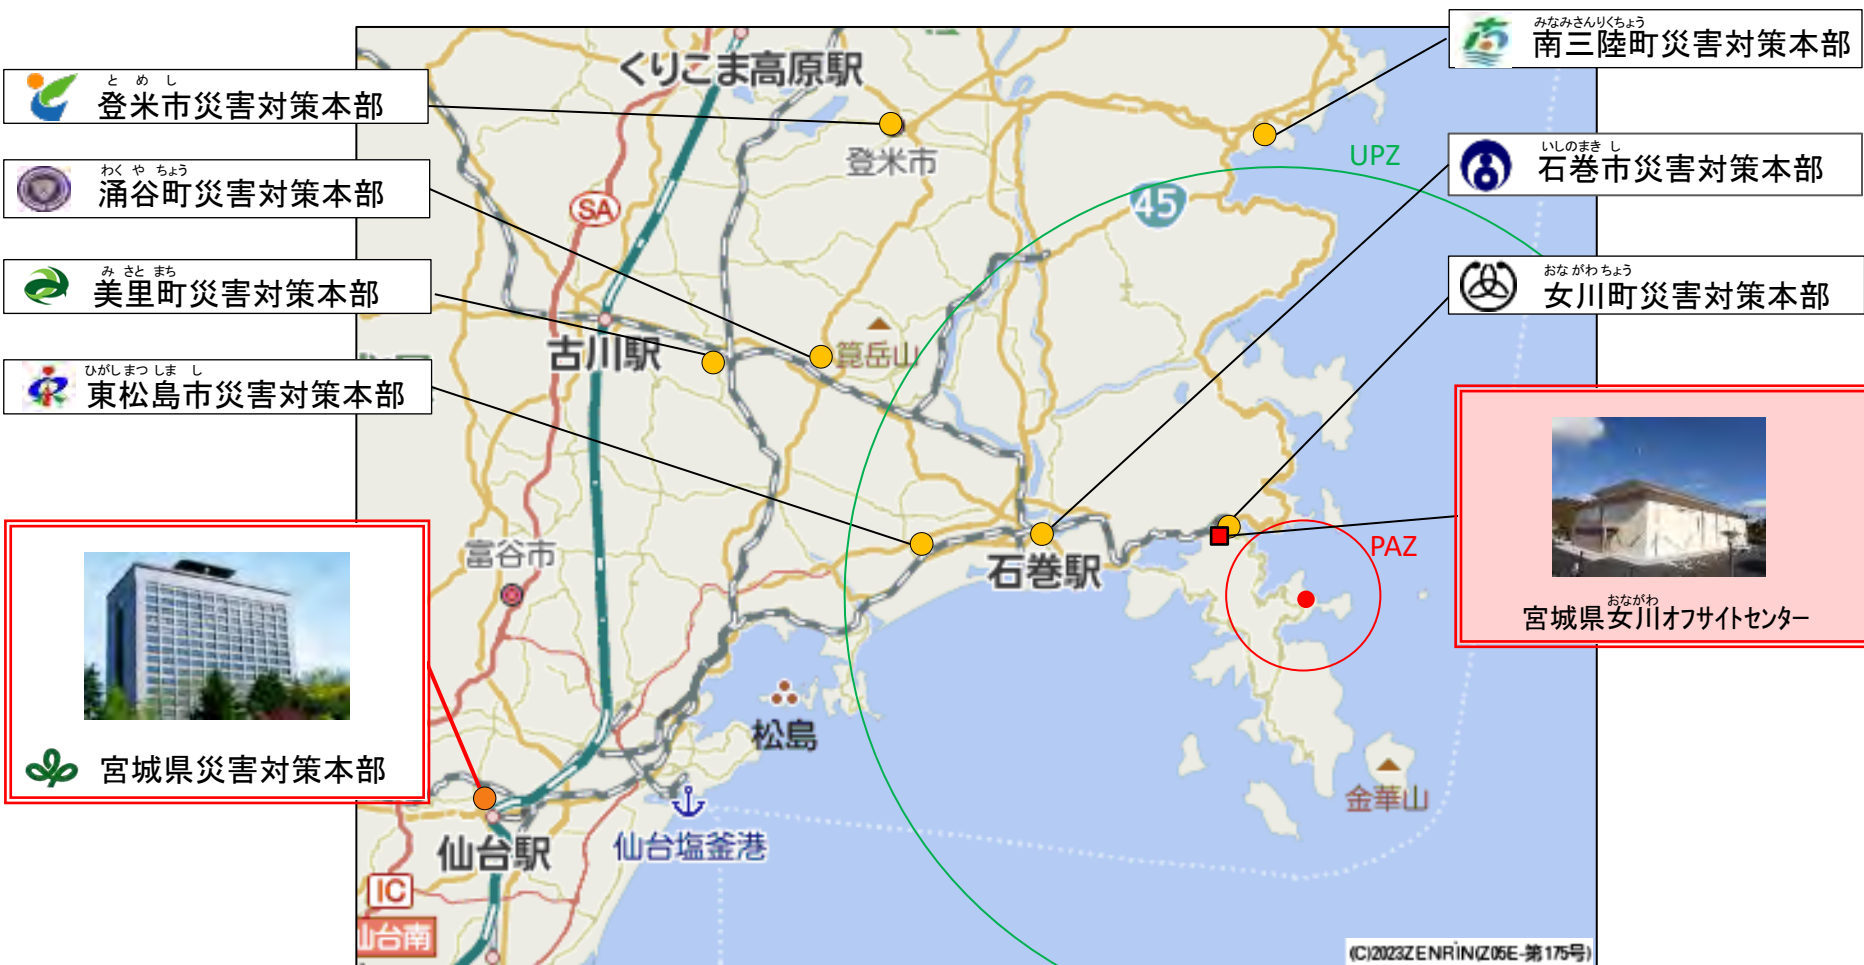 とめし
登米市災害対策本部
わくやちょう
涌谷町災害対策本部
みさとまち
美里町災害対策本部
ひがしまつしまし
東松島市災害対策本部
宮城県災害対策本部
みなみさんりくちょう
南三陸町災害対策本部
いしのまきし
石巻市災害対策本部
おながわちょう
女川町災害対策本部
おながわ
宮城県女川オフサイトセンター
くりこま高原駅
登米市
UPZ
45
SA
古川駅
箟岳山
富谷市
石巻駅
PAZ
松島
金華山
仙台駅
仙台塩釜港
IC
仙台南
(C)2023ZENRIN(Z05E-第175号)